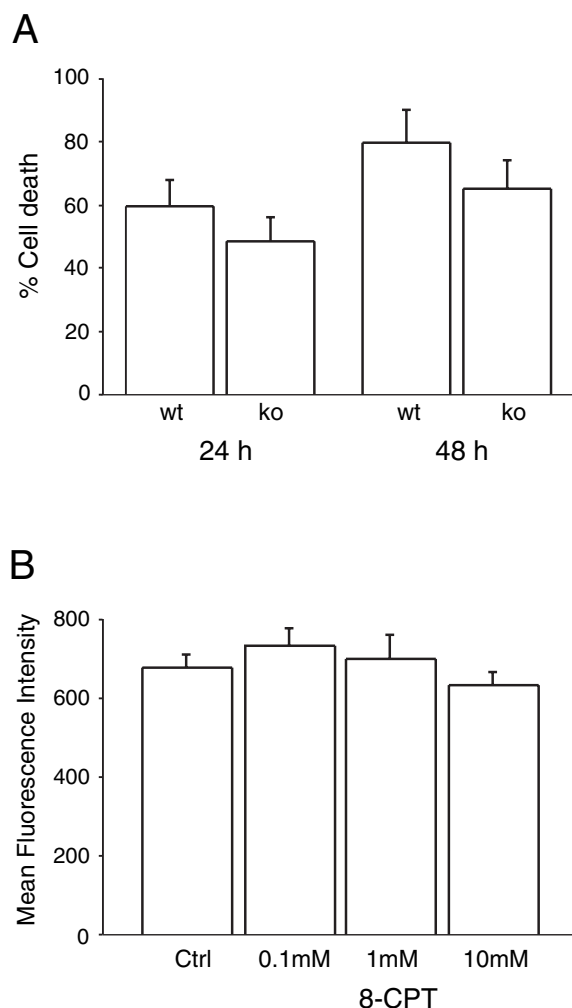 A
% Cell death
100
80
60
40
20
0
wt ko wt ko
24 h 48 h
B
Mean Fluorescence Intensity
800
600
400
200
0
Ctrl 0.1mM 1mM 10mM
8-CPT